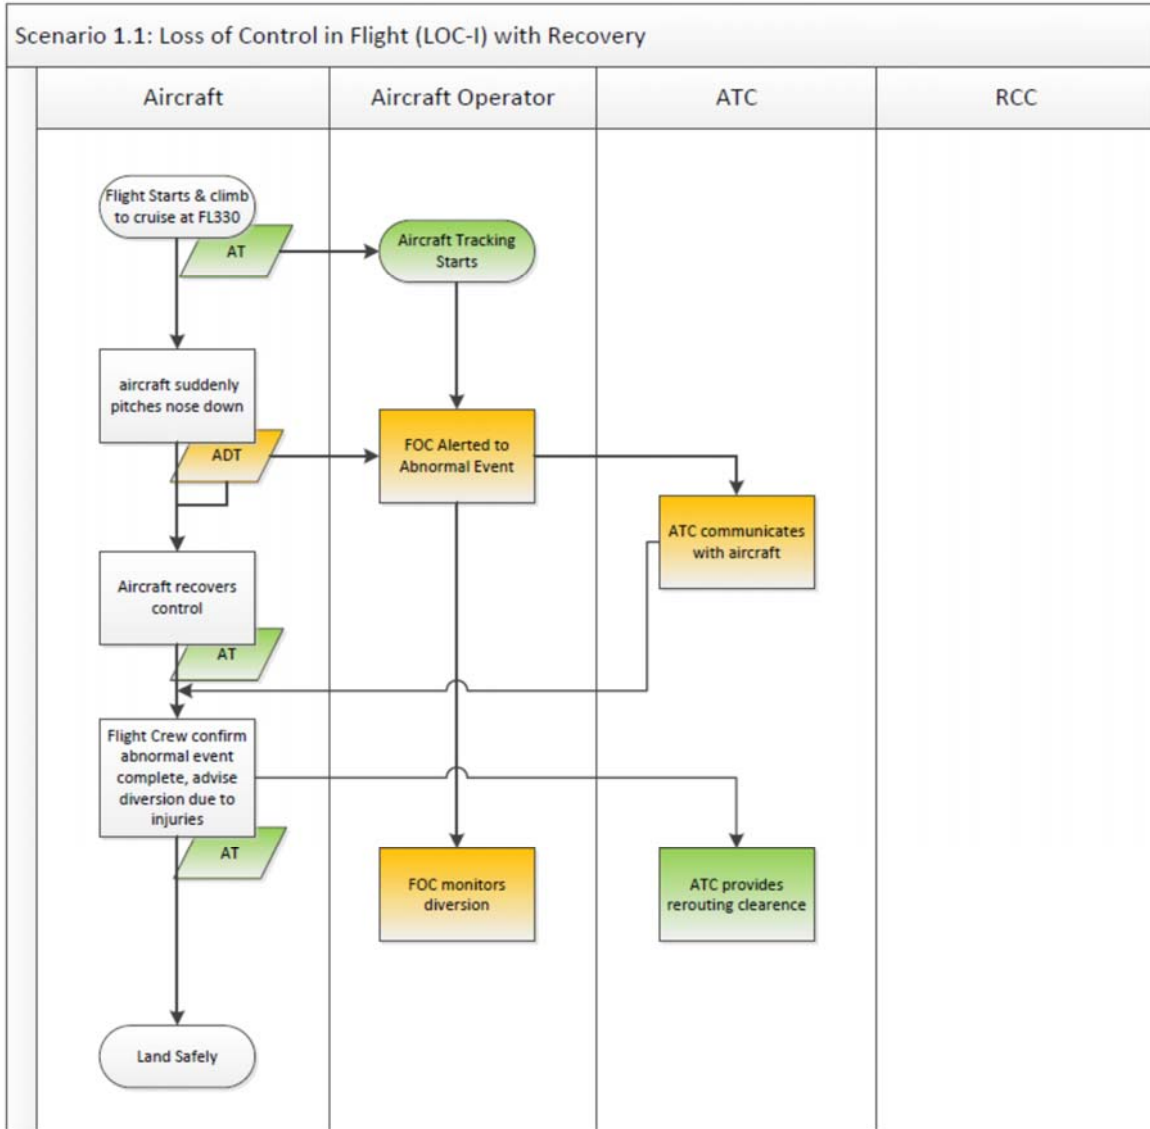 Scenario 1.1: Loss of Control in Flight (LOC-I) with Recovery
Aircraft
Aircraft Operator
ATC
RCC
Flight Starts & climb
to cruise at FL330
AT
Aircraft Tracking
Starts
aircraft suddenly
pitches nose down
ADT
FOC Alerted to
Abnormal Event
ATC communicates
with aircraft
Aircraft recovers
control
AT
Flight Crew confirm
abnormal event
complete, advise
diversion due to
injuries
AT
FOC monitors
diversion
ATC provides
rerouting clearence
Land Safely